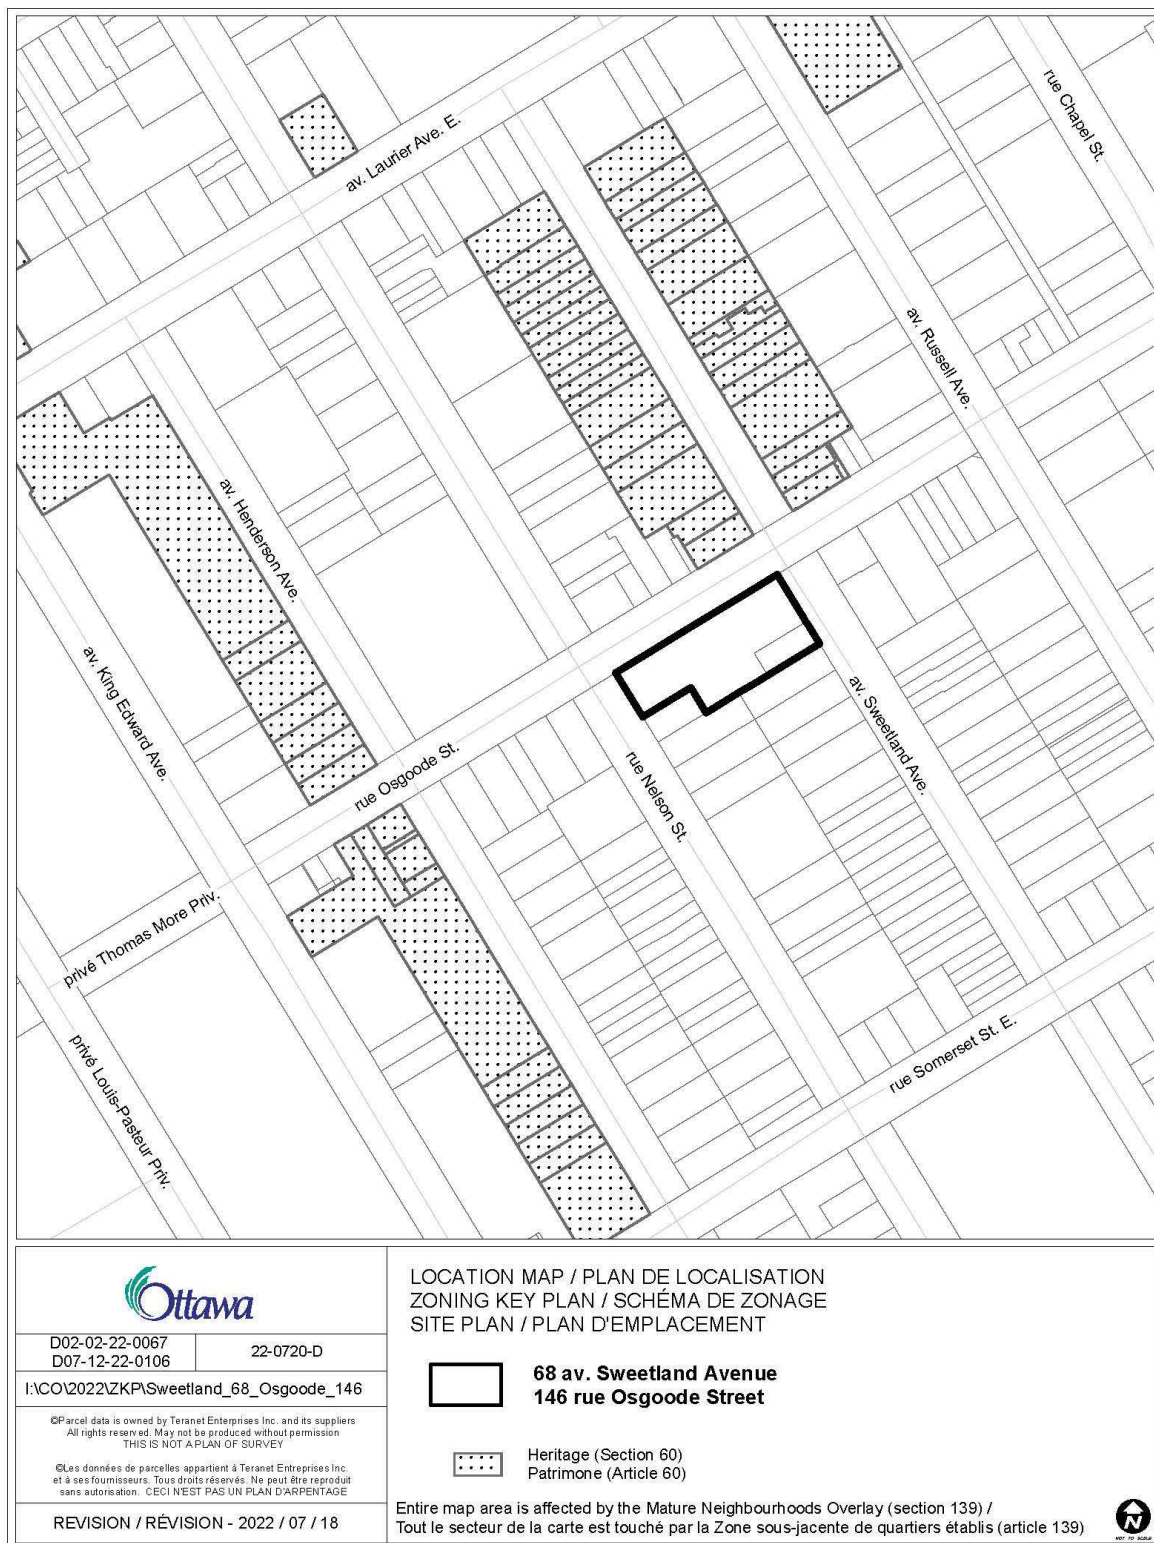 rue Chapel St.
av. Laurier Ave. E.
av. Russell Ave.
av. Henderson Ave.
av. King Edward Ave.
av. Sweetland Ave.
rue Osgoode St.
rue Nelson St.
privé Thomas More Priv.
rue Somerset St. E.
privé Louis-Pasteur Priv.
Ottawa
D02-02-22-0067
D07-12-22-0106
22-0720-D
I:\CO\2022\ZKP\Sweetland_68_Osgoode_146
©Parcel data is owned by Teranet Enterprises Inc. and its suppliers
All rights reserved. May not be produced without permission
THIS IS NOT A PLAN OF SURVEY
©Les données de parcelles appartient à Teranet Entreprises Inc.
et à ses fournisseurs. Tous droits réservés. Ne peut être reproduit
sans autorisation. CECI N'EST PAS UN PLAN D'ARPENTAGE
REVISION / RÉVISION - 2022 / 07 / 18
LOCATION MAP / PLAN DE LOCALISATION
ZONING KEY PLAN / SCHÉMA DE ZONAGE
SITE PLAN / PLAN D'EMPLACEMENT
68 av. Sweetland Avenue
146 rue Osgoode Street
Heritage (Section 60)
Patrimone (Article 60)
Entire map area is affected by the Mature Neighbourhoods Overlay (section 139) /
Tout le secteur de la carte est touché par la Zone sous-jacente de quartiers établis (article 139)
N
NOT TO SCALE